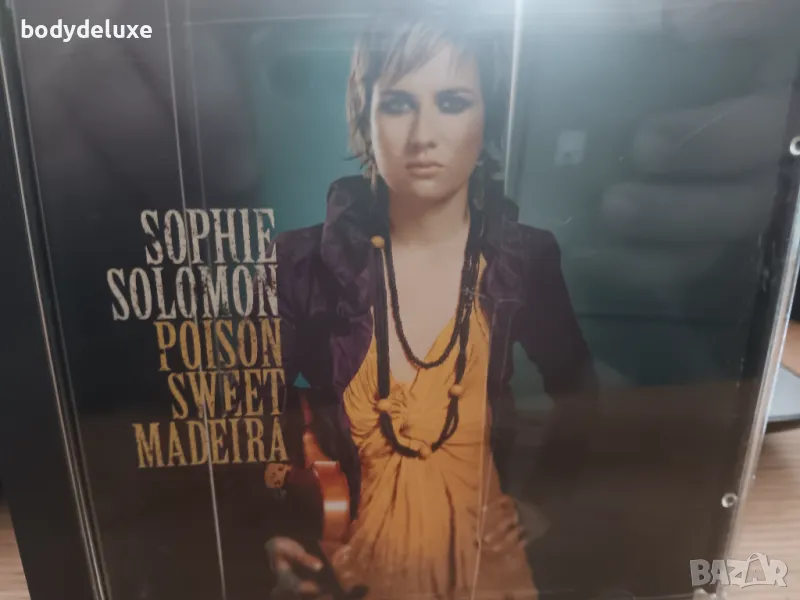 bodydeluxe
SOPHIE
SOLOMON
POISON
SWEET
MADEIRA
BAZAR